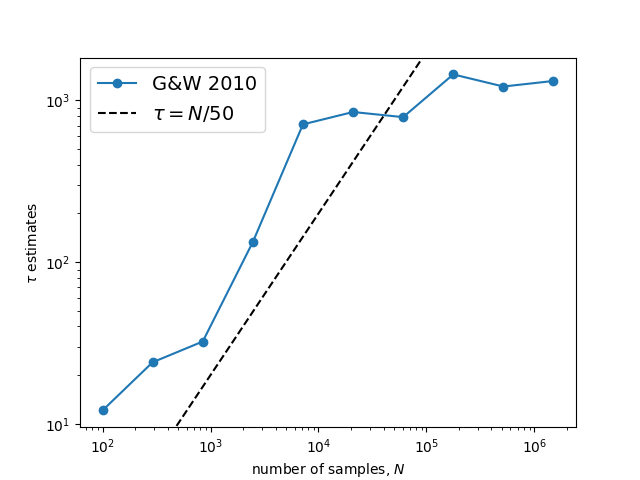 G&W 2010
τ = N/50
10³
10²
10¹
τ estimates
10² 10³ 10⁴ 10⁵ 10⁶
number of samples, N